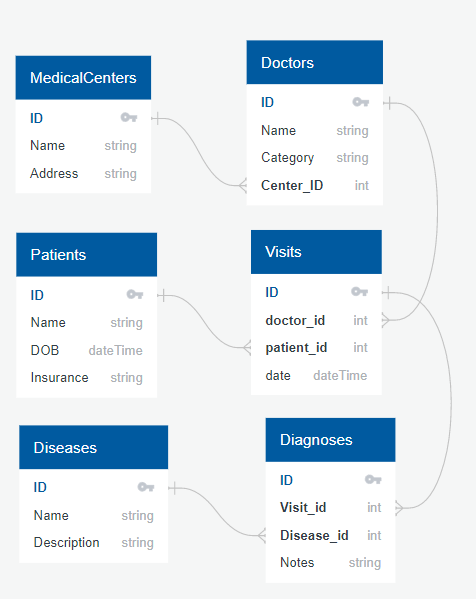 MedicalCenters
ID
Name string
Address string
Doctors
ID
Name string
Category string
Center_ID int
Patients
ID
Name string
DOB dateTime
Insurance string
Visits
ID
doctor_id int
patient_id int
date dateTime
Diseases
ID
Name string
Description string
Diagnoses
ID
Visit_id int
Disease_id int
Notes string